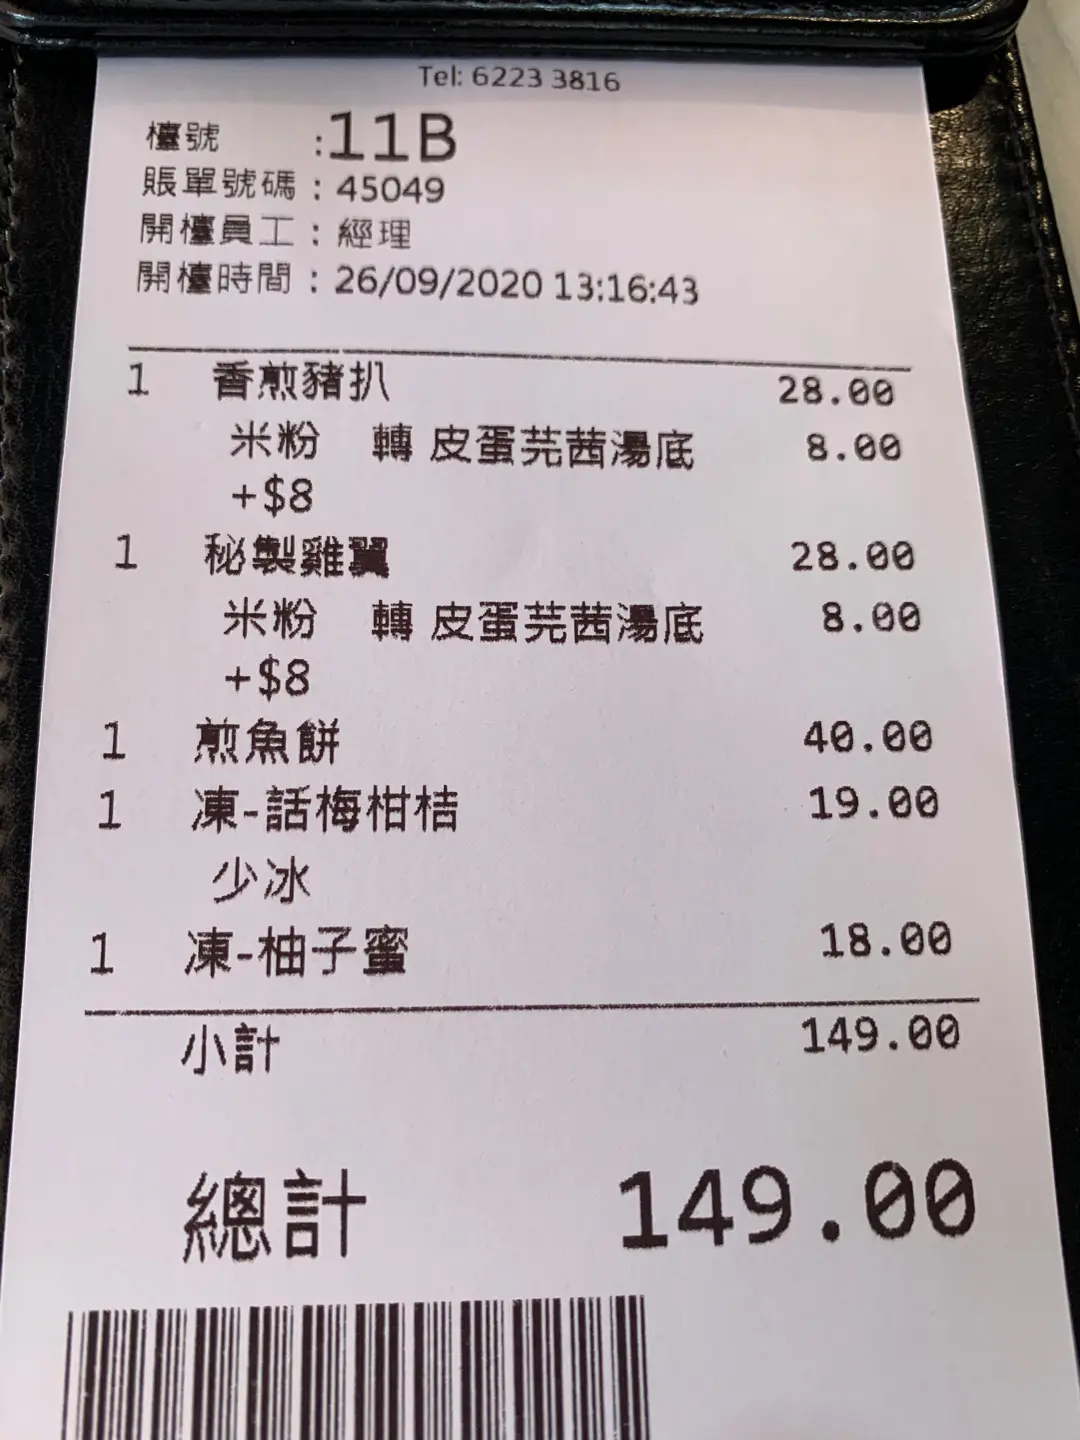 Tel: 6223 3816
檯號 :11B
賬單號碼 : 45049
開檯員工 : 經理
開檯時間 : 26/09/2020 13:16:43
1 香煎豬扒 28.00
米粉 轉 皮蛋芫茜湯底 8.00
+$8
1 秘製雞翼 28.00
米粉 轉 皮蛋芫茜湯底 8.00
+$8
1 煎魚餅 40.00
1 凍-話梅柑桔 19.00
少冰
1 凍-柚子蜜 18.00
小計 149.00
總計 149.00